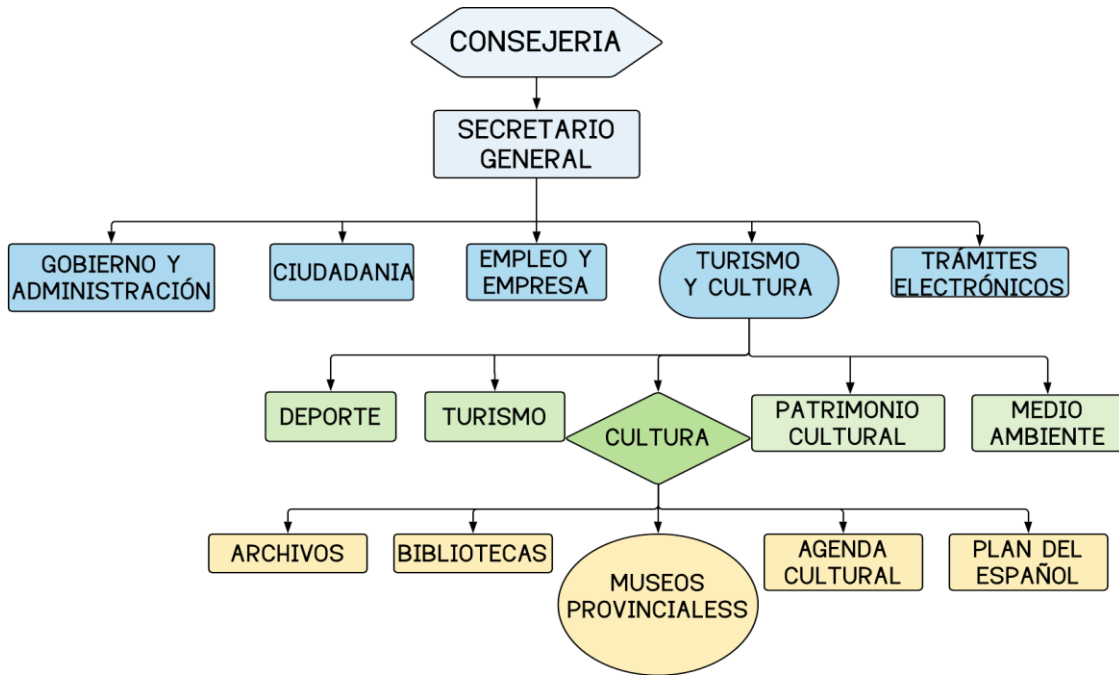 CONSEJERIA
SECRETARIO
GENERAL
GOBIERNO Y
ADMINISTRACIÓN
CIUDADANIA
EMPLEO Y
EMPRESA
TURISMO
Y CULTURA
TRÁMITES
ELECTRÓNICOS
DEPORTE
TURISMO
CULTURA
PATRIMONIO
CULTURAL
MEDIO
AMBIENTE
ARCHIVOS
BIBLIOTECAS
MUSEOS
PROVINCIALESS
AGENDA
CULTURAL
PLAN DEL
ESPAÑOL